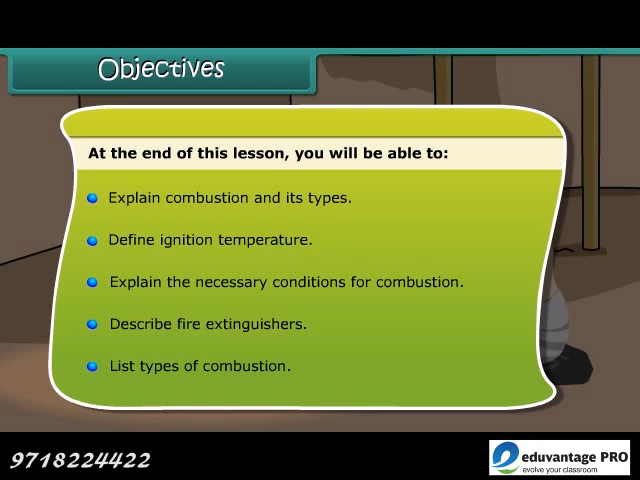 Objectives
At the end of this lesson, you will be able to:
Explain combustion and its types.
Define ignition temperature.
Explain the necessary conditions for combustion.
Describe fire extinguishers.
List types of combustion.
9718224422
eduvantage PRO
evolve your classroom